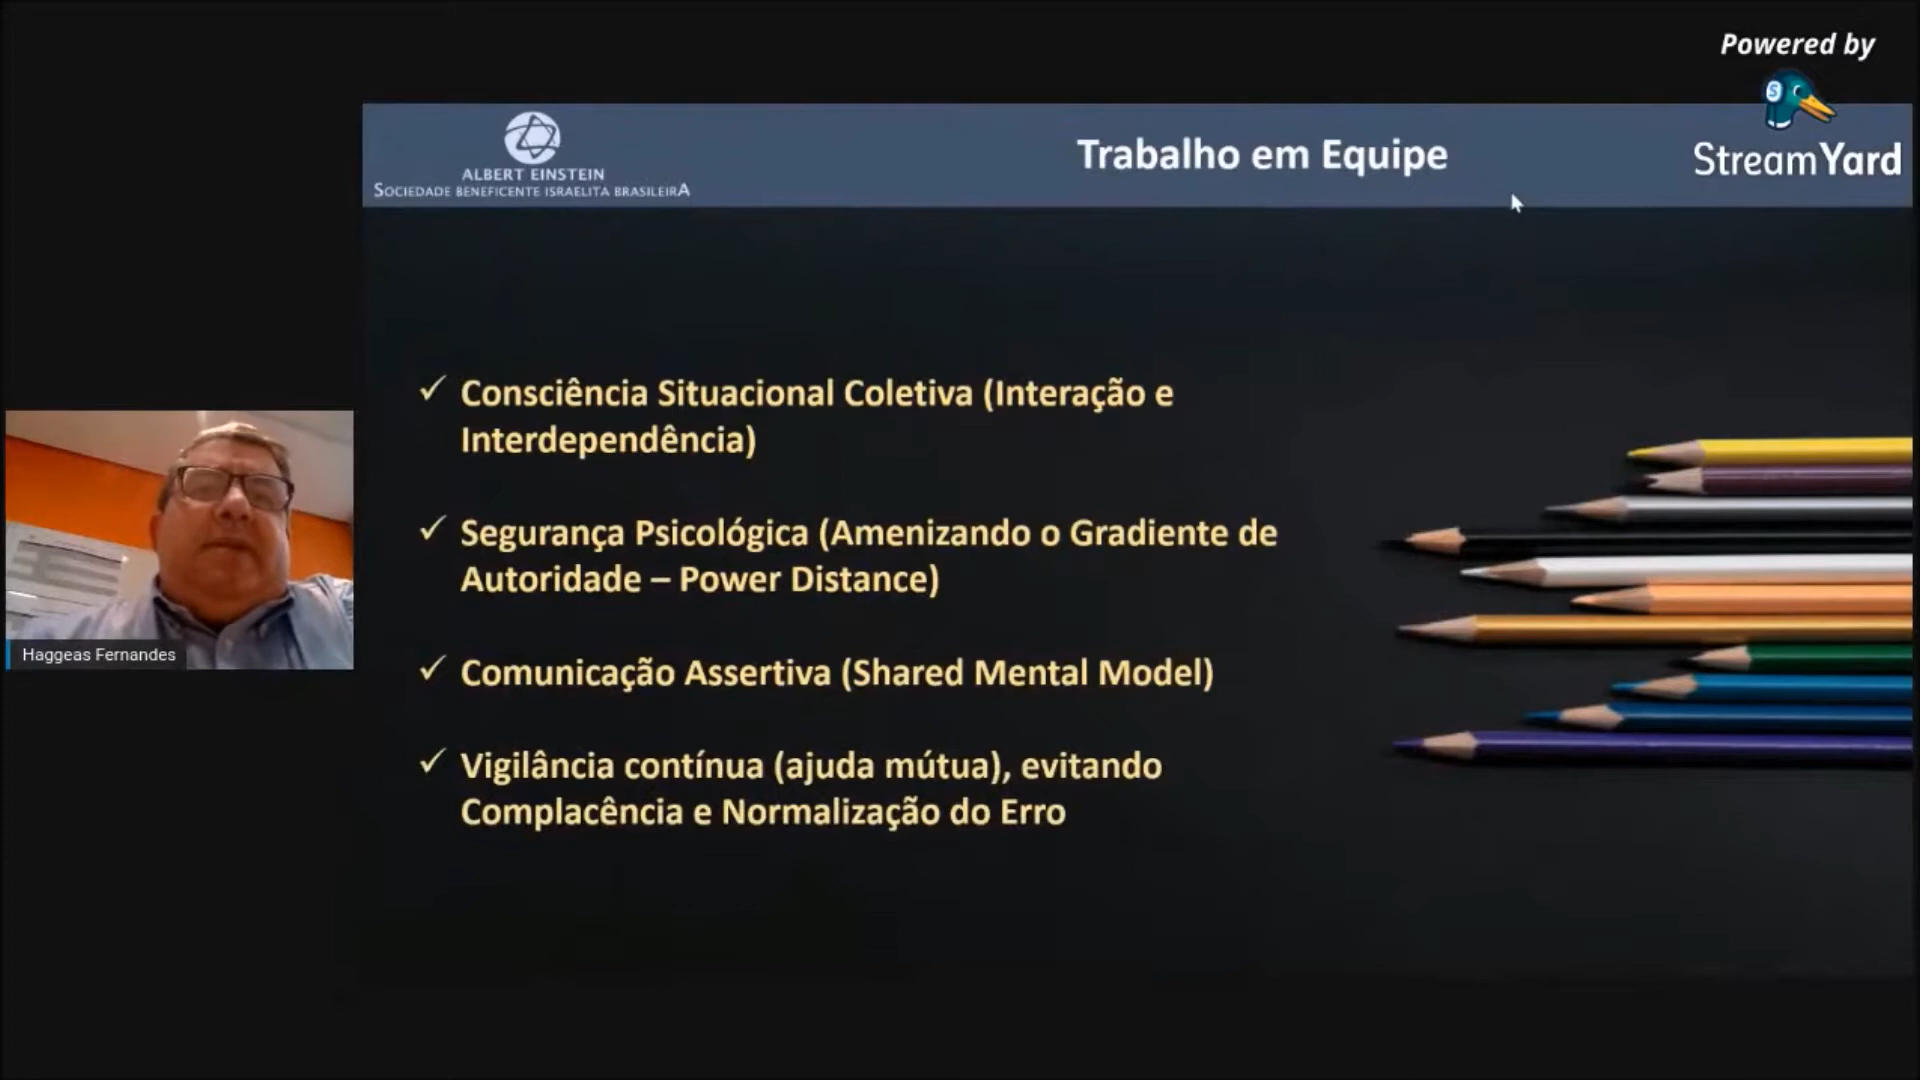 Powered by
StreamYard
ALBERT EINSTEIN
SOCIEDADE BENEFICENTE ISRAELITA BRASILEIRA
Trabalho em Equipe
✓ Consciência Situacional Coletiva (Interação e
Interdependência)
✓ Segurança Psicológica (Amenizando o Gradiente de
Autoridade – Power Distance)
✓ Comunicação Assertiva (Shared Mental Model)
✓ Vigilância contínua (ajuda mútua), evitando
Complacência e Normalização do Erro
Haggeas Fernandes